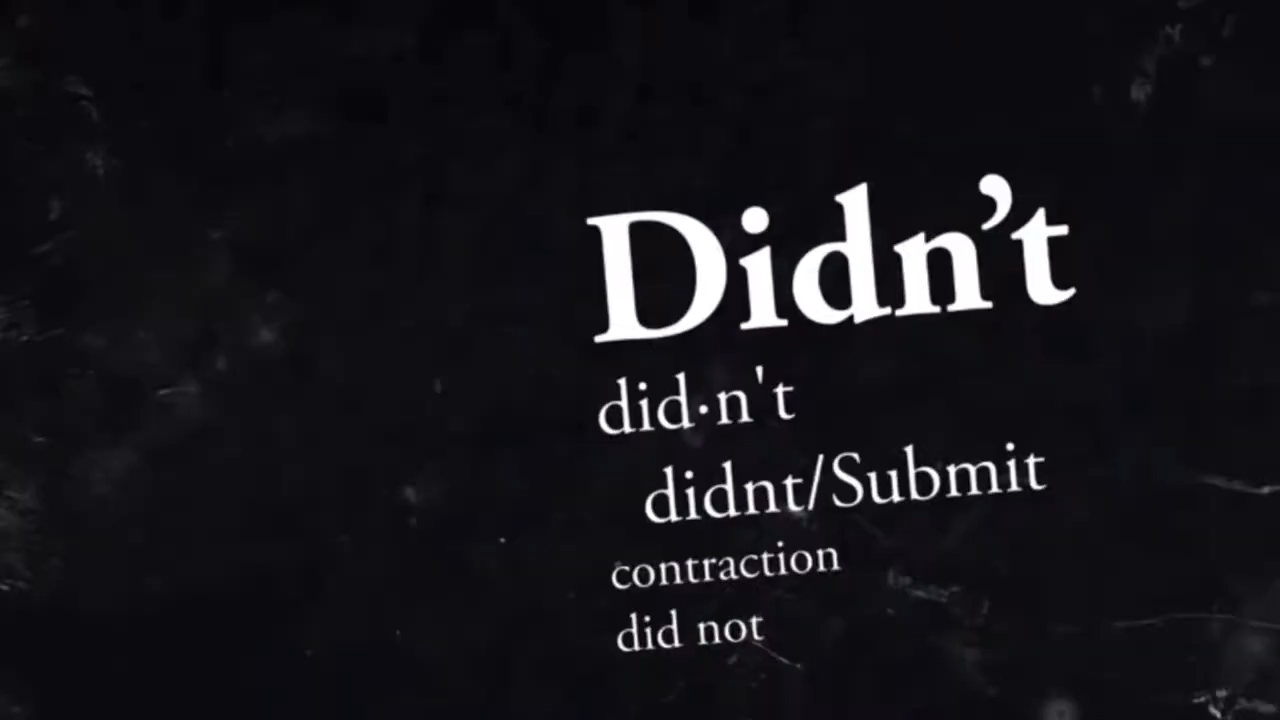 Didn’t
did·n't
didnt/Submit
contraction
did not